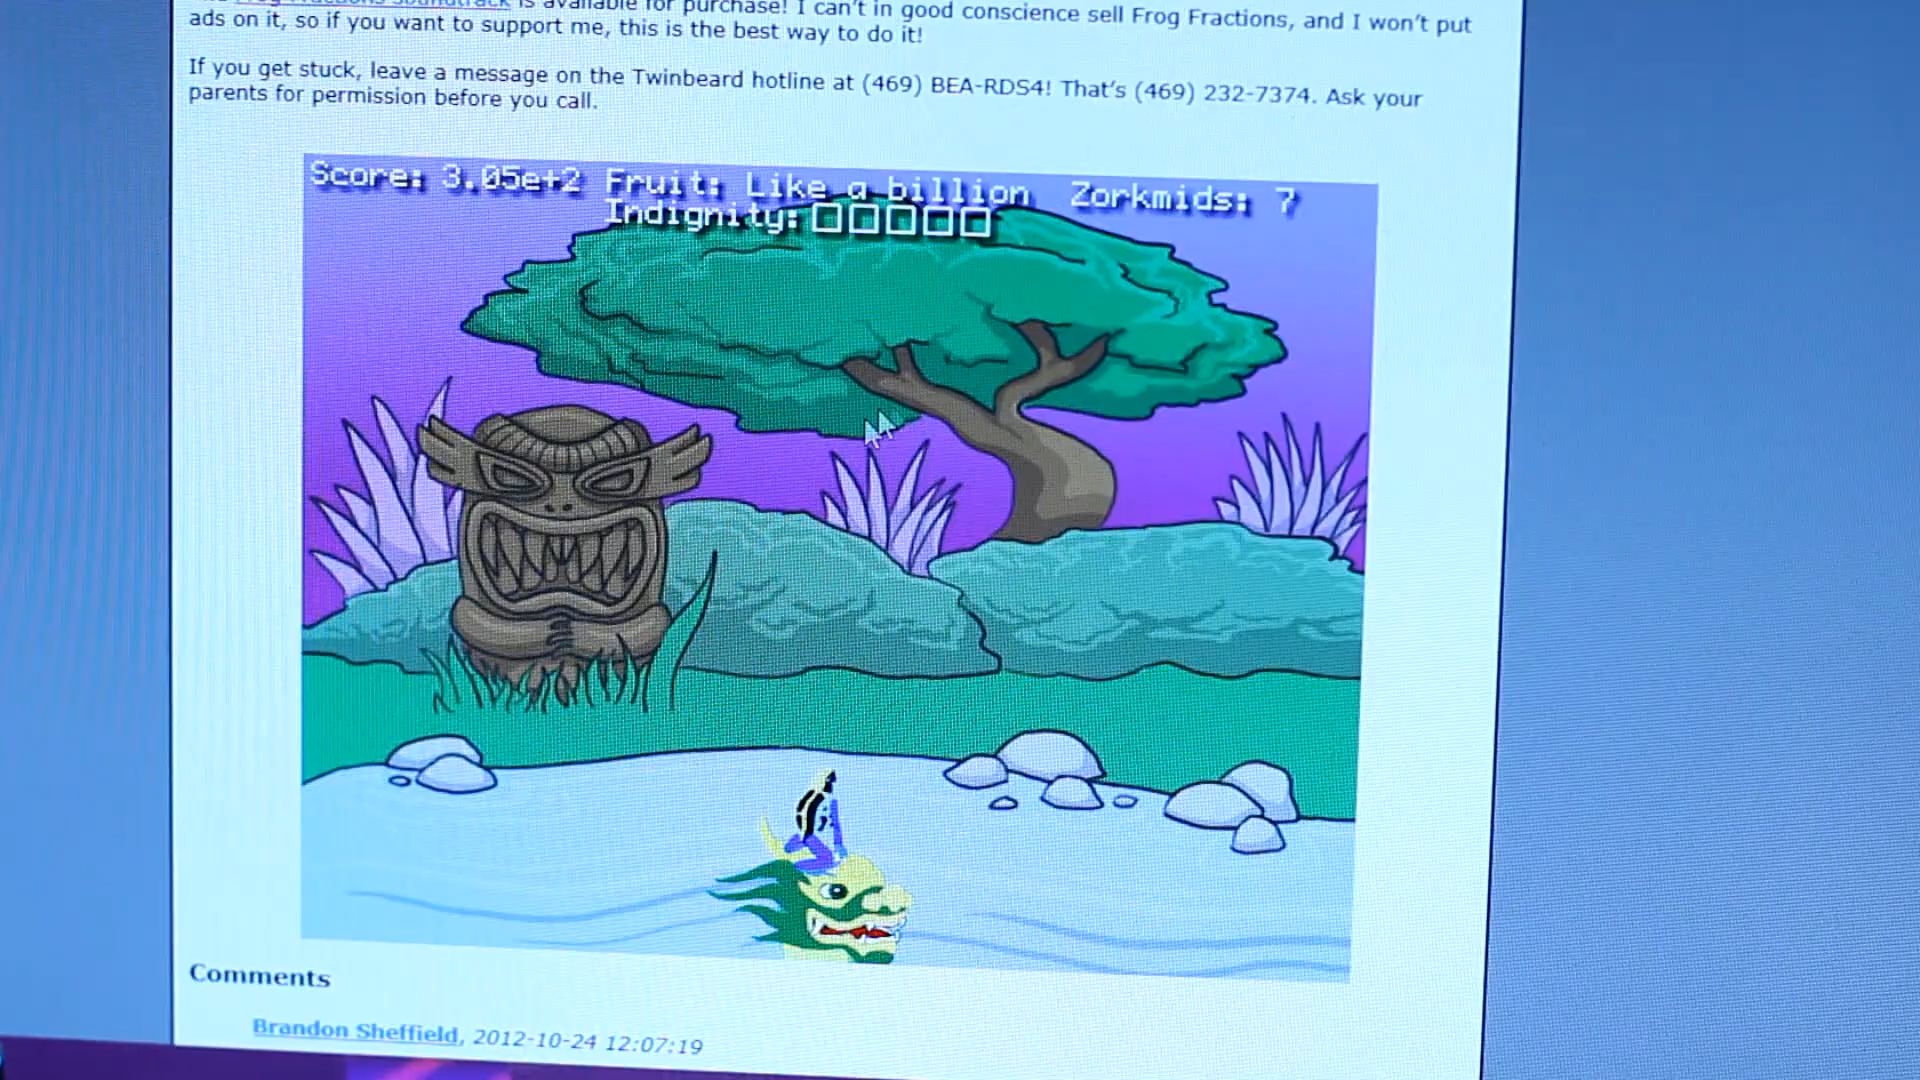 Frog Fractions soundtrack is available for purchase! I can't in good conscience sell Frog Fractions, and I won't put
ads on it, so if you want to support me, this is the best way to do it!
If you get stuck, leave a message on the Twinbeard hotline at (469) BEA-RDS4! That's (469) 232-7374. Ask your
parents for permission before you call.
Score: 3.05e+2 Fruit: Like a billion Zorkmids: 7
Indignity:
Comments
Brandon Sheffield, 2012-10-24 12:07:19